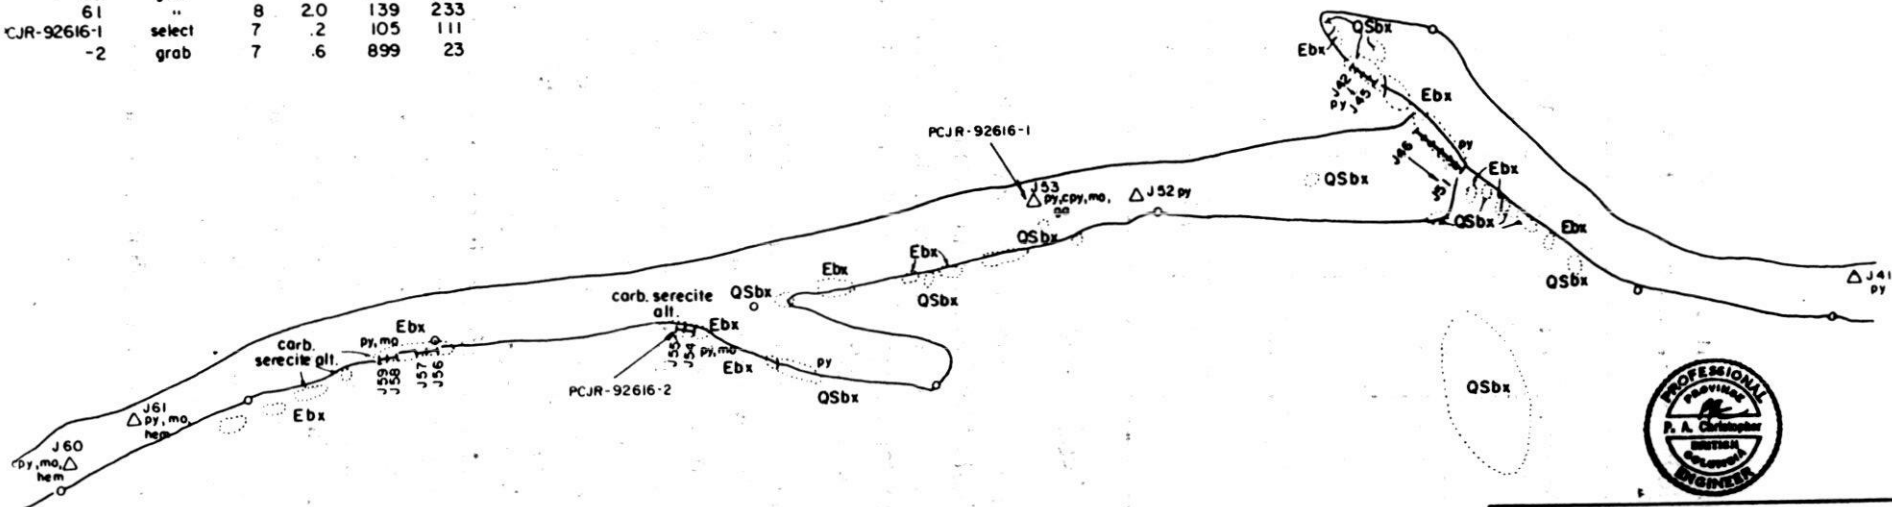 61 " 8 2.0 139 233
CJR-92616-1 select 7 .2 105 111
-2 grab 7 .6 899 23
QSbx
Ebx
J42
py
J45
Ebx
PCJR-92616-1
py
J46
J51
Ebx
QSbx
J53
py,cpy,mo,
J52 py
QSbx
Ebx
QSbx
Ebx
QSbx
J41
py
Ebx
QSbx
QSbx
carb. serecite
alt.
Ebx
Ebx
py,mo
carb.
serecite alt.
J59
J58
J57
J56
J55
J54
py,mo
Ebx
py
QSbx
PCJR-92616-2
QSbx
Ebx
J61
py, mo,
hem
J60
cpy,mo,
hem
PROFESSIONAL
PROVINCE
P. A. Christopher
BRITISH
COLUMBIA
ENGINEER